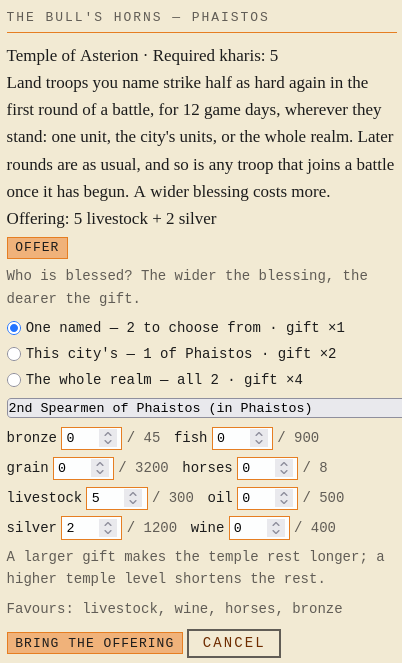 THE BULL'S HORNS — PHAISTOS
Temple of Asterion · Required kharis: 5
Land troops you name strike half as hard again in the
first round of a battle, for 12 game days, wherever they
stand: one unit, the city's units, or the whole realm. Later
rounds are as usual, and so is any troop that joins a battle
once it has begun. A wider blessing costs more.
Offering: 5 livestock + 2 silver
OFFER
Who is blessed? The wider the blessing, the
dearer the gift.
One named — 2 to choose from · gift ×1
This city's — 1 of Phaistos · gift ×2
The whole realm — all 2 · gift ×4
2nd Spearmen of Phaistos (in Phaistos)
bronze 0 / 45 fish 0 / 900
grain 0 / 3200 horses 0 / 8
livestock 5 / 300 oil 0 / 500
silver 2 / 1200 wine 0 / 400
A larger gift makes the temple rest longer; a
higher temple level shortens the rest.
Favours: livestock, wine, horses, bronze
BRING THE OFFERING CANCEL